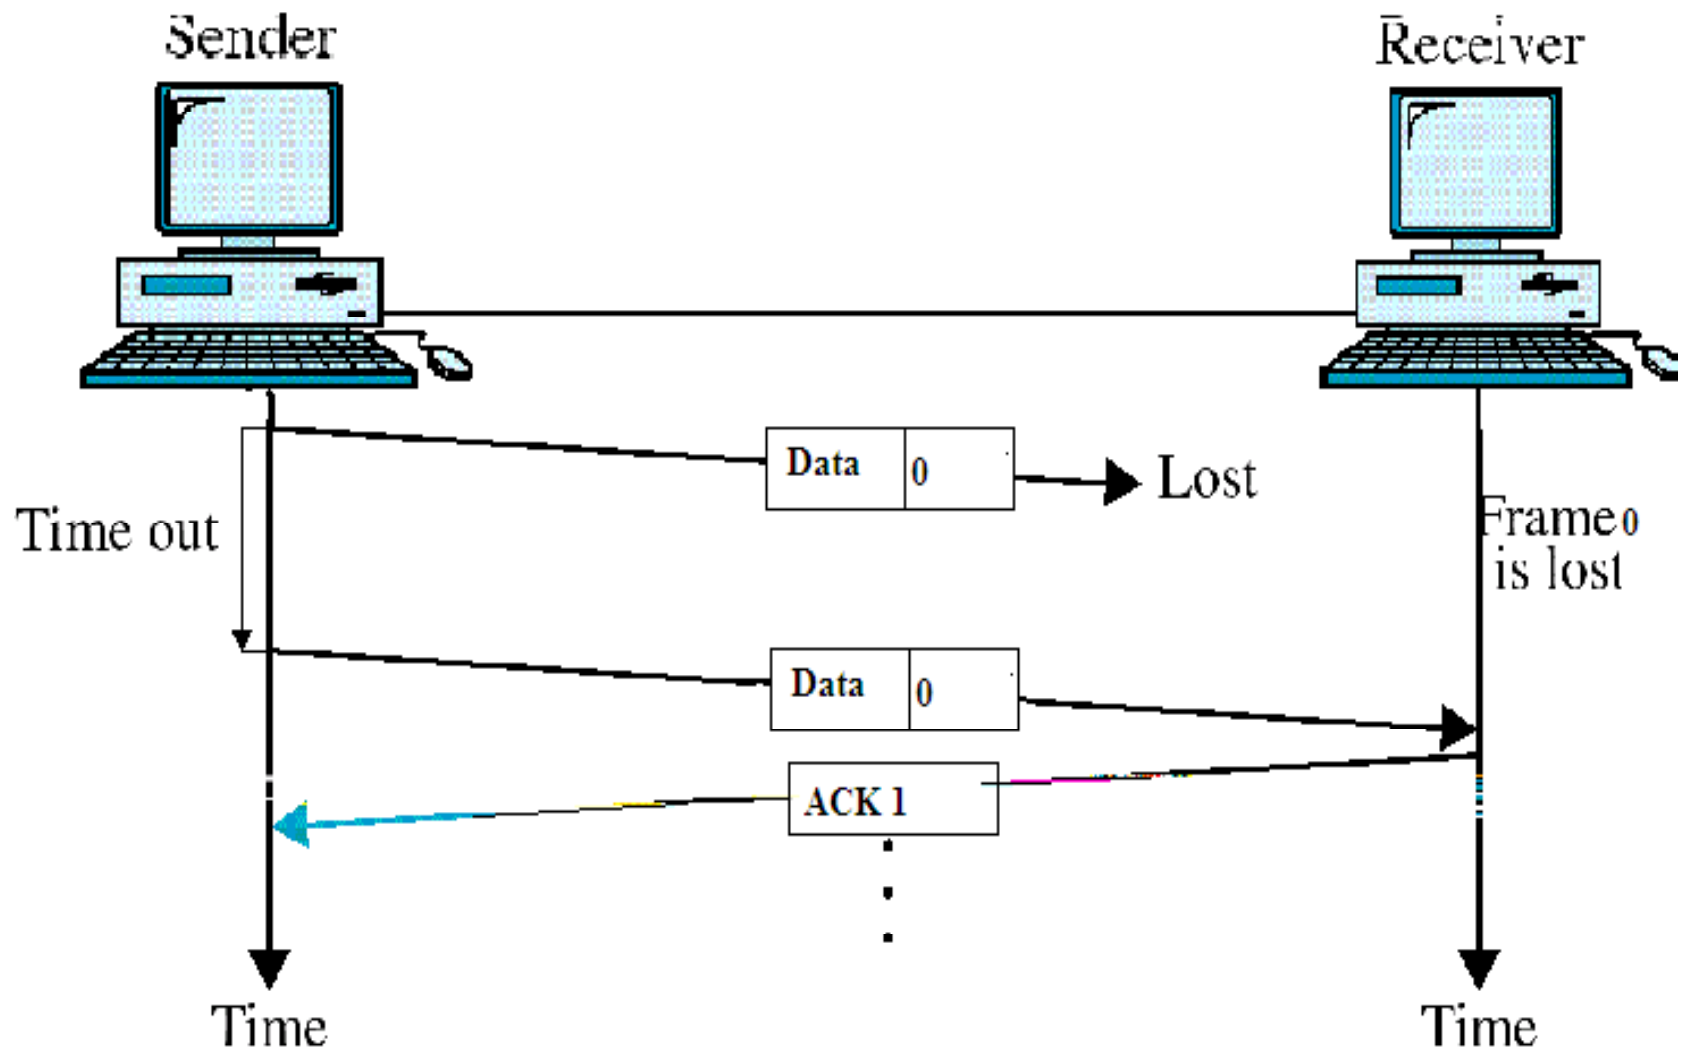 Sender
Receiver
Data 0
Lost
Time out
Frame 0
is lost
Data 0
ACK 1
Time
Time